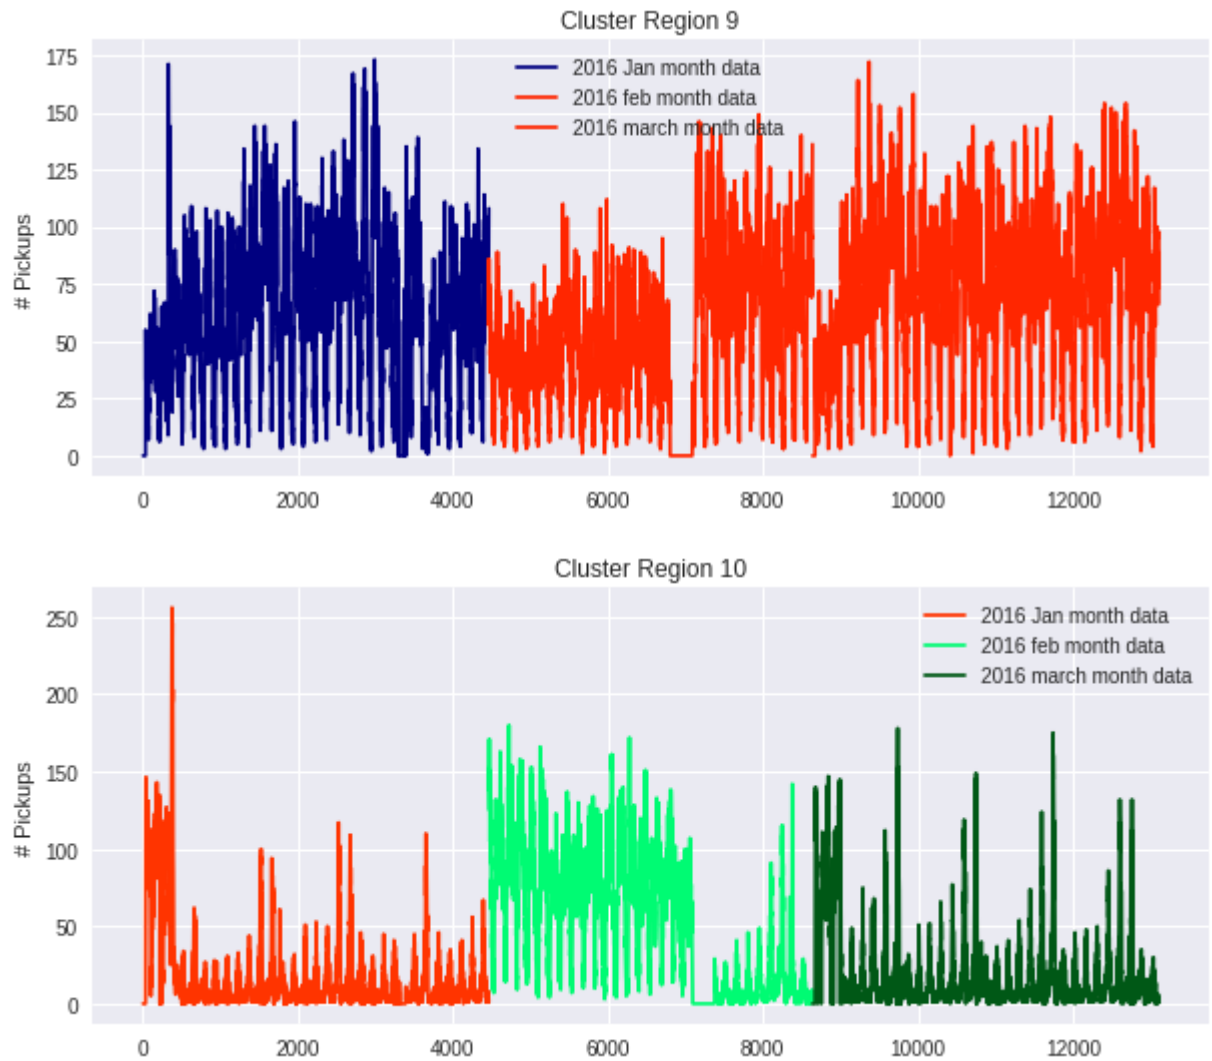 Cluster Region 9
175
150
125
100
75
50
25
0
# Pickups
2016 Jan month data
2016 feb month data
2016 march month data
0 2000 4000 6000 8000 10000 12000
Cluster Region 10
250
200
150
100
50
0
# Pickups
2016 Jan month data
2016 feb month data
2016 march month data
0 2000 4000 6000 8000 10000 12000